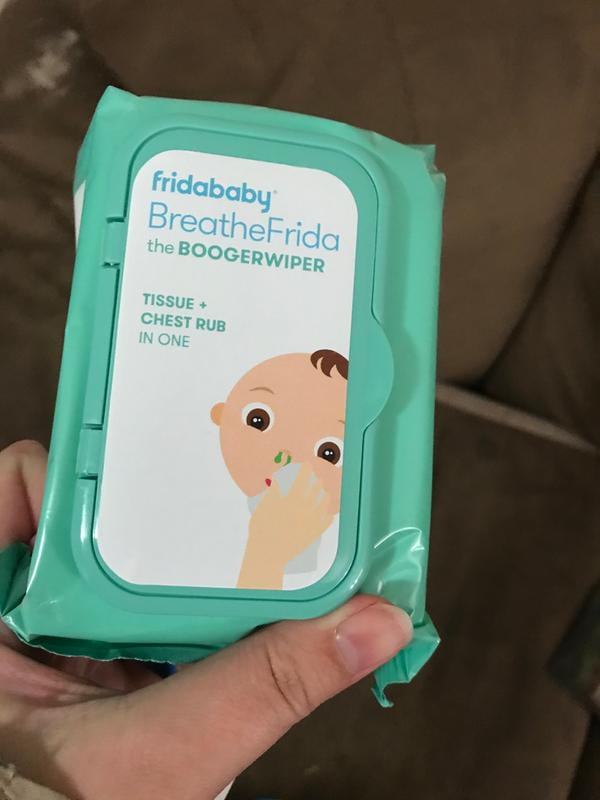 fridababy
BreatheFrida
the BOOGERWIPER
TISSUE +
CHEST RUB
IN ONE